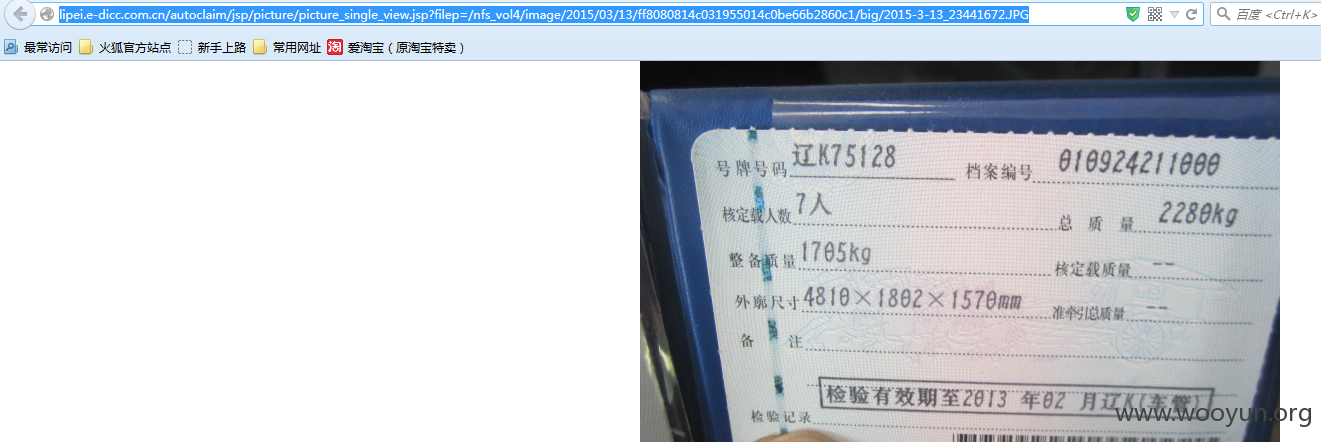 lipei.e-dicc.com.cn/autoclaim/jsp/picture/picture_single_view.jsp?filep=/nfs_vol4/image/2015/03/13/ff8080814c031955014c0be66b2860c1/big/2015-3-13_23441672.JPG
百度 <Ctrl+K>
最常访问 火狐官方站点 新手上路 常用网址 淘 爱淘宝（原淘宝特卖）
号牌号码 辽K75128 档案编号 010924211000
核定载人数 7人 总质量 2280kg
整备质量 1705kg 核定载质量 --
外廓尺寸 4810×1802×1570mm 准牵引总质量 --
备注
检验有效期至2013 年02 月辽K(车管)
检验记录
www.wooyun.org